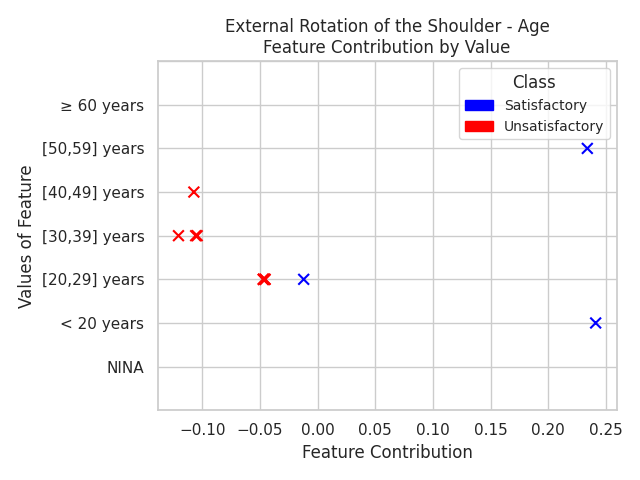 External Rotation of the Shoulder - Age
Feature Contribution by Value
Class
Satisfactory
Unsatisfactory
Values of Feature
≥ 60 years
[50,59] years
[40,49] years
[30,39] years
[20,29] years
< 20 years
NINA
−0.10 −0.05 0.00 0.05 0.10 0.15 0.20 0.25
Feature Contribution